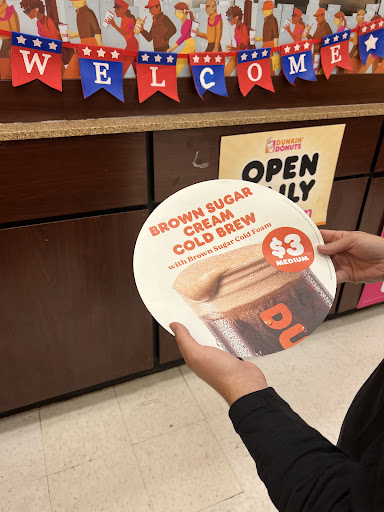 WELCOME
DUNKIN'
DONUTS
OPEN
BROWN SUGAR
CREAM
COLD BREW
with Brown Sugar Cold Foam
$3
MEDIUM
DU